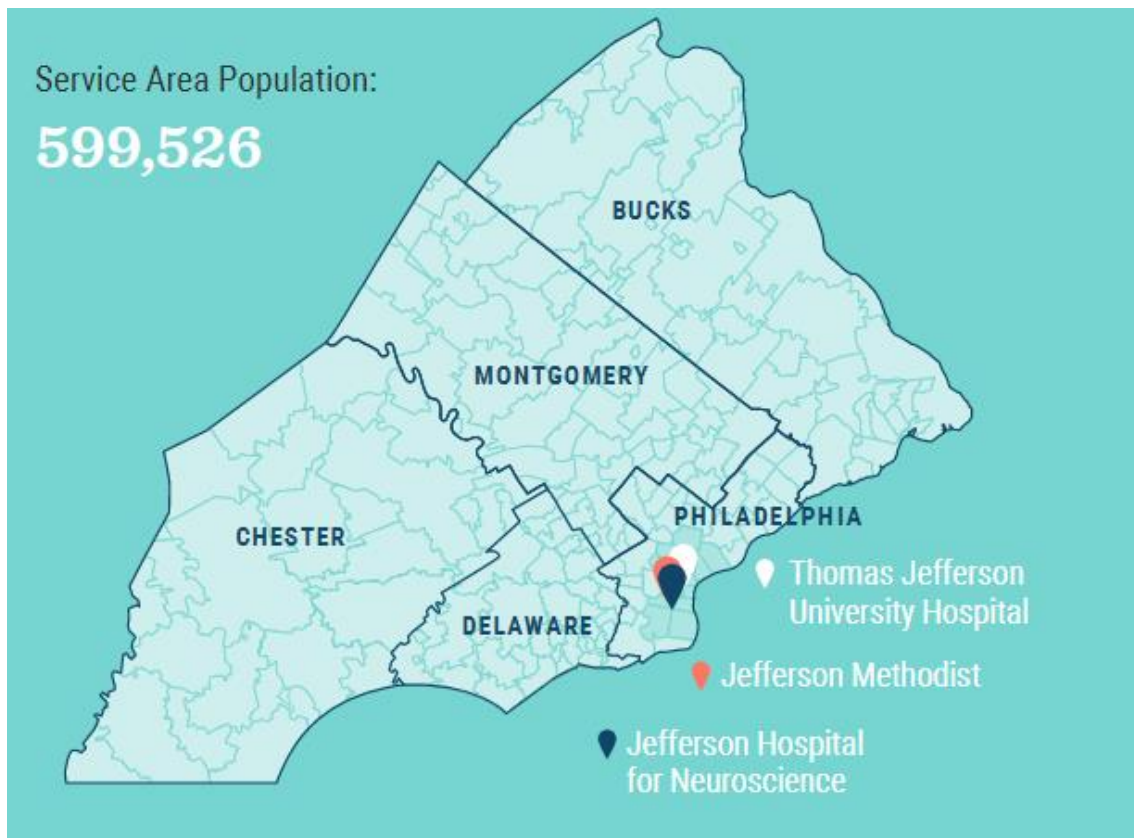 Service Area Population:
599,526
BUCKS
MONTGOMERY
PHILADELPHIA
CHESTER
Thomas Jefferson
University Hospital
DELAWARE
Jefferson Methodist
Jefferson Hospital
for Neuroscience